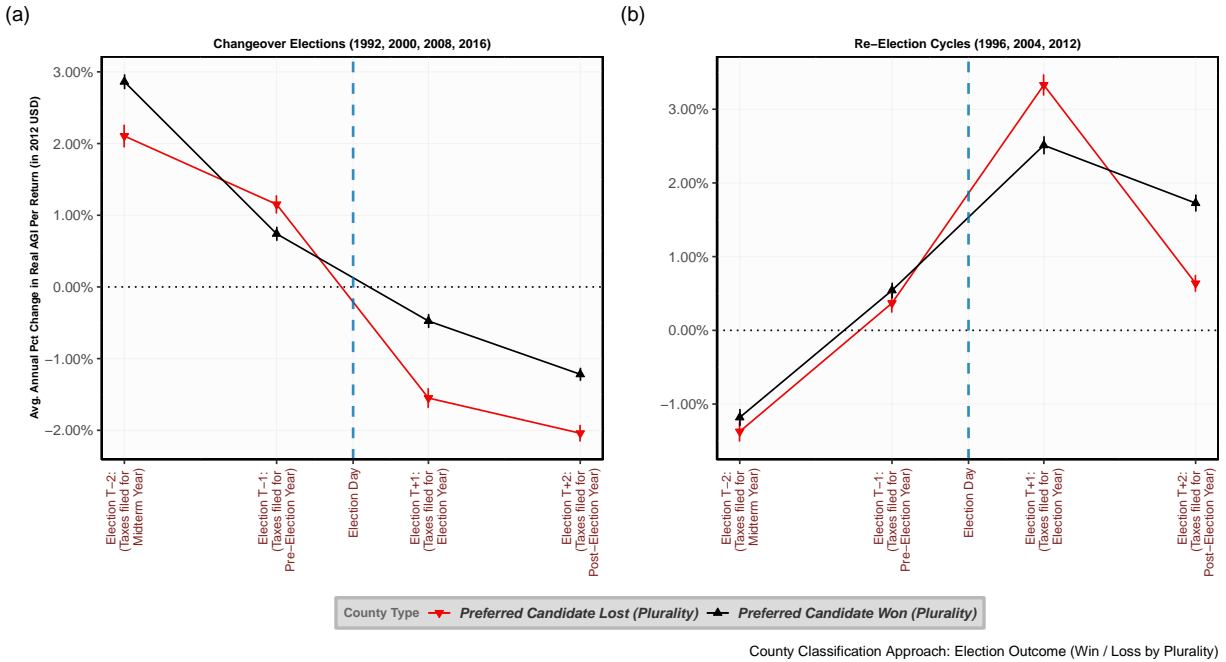 (a)
Changeover Elections (1992, 2000, 2008, 2016)
Avg. Annual Pct Change in Real AGI Per Return (in 2012 USD)
3.00%
2.00%
1.00%
0.00%
−1.00%
−2.00%
Election T−2:
(Taxes filed for
Midterm Year)
Election T−1:
(Taxes filed for
Pre−Election Year)
Election Day
Election T+1:
(Taxes filed for
Election Year)
Election T+2:
(Taxes filed for
Post−Election Year)
(b)
Re−Election Cycles (1996, 2004, 2012)
3.00%
2.00%
1.00%
0.00%
−1.00%
Election T−2:
(Taxes filed for
Midterm Year)
Election T−1:
(Taxes filed for
Pre−Election Year)
Election Day
Election T+1:
(Taxes filed for
Election Year)
Election T+2:
(Taxes filed for
Post−Election Year)
County Type Preferred Candidate Lost (Plurality) Preferred Candidate Won (Plurality)
County Classification Approach: Election Outcome (Win / Loss by Plurality)